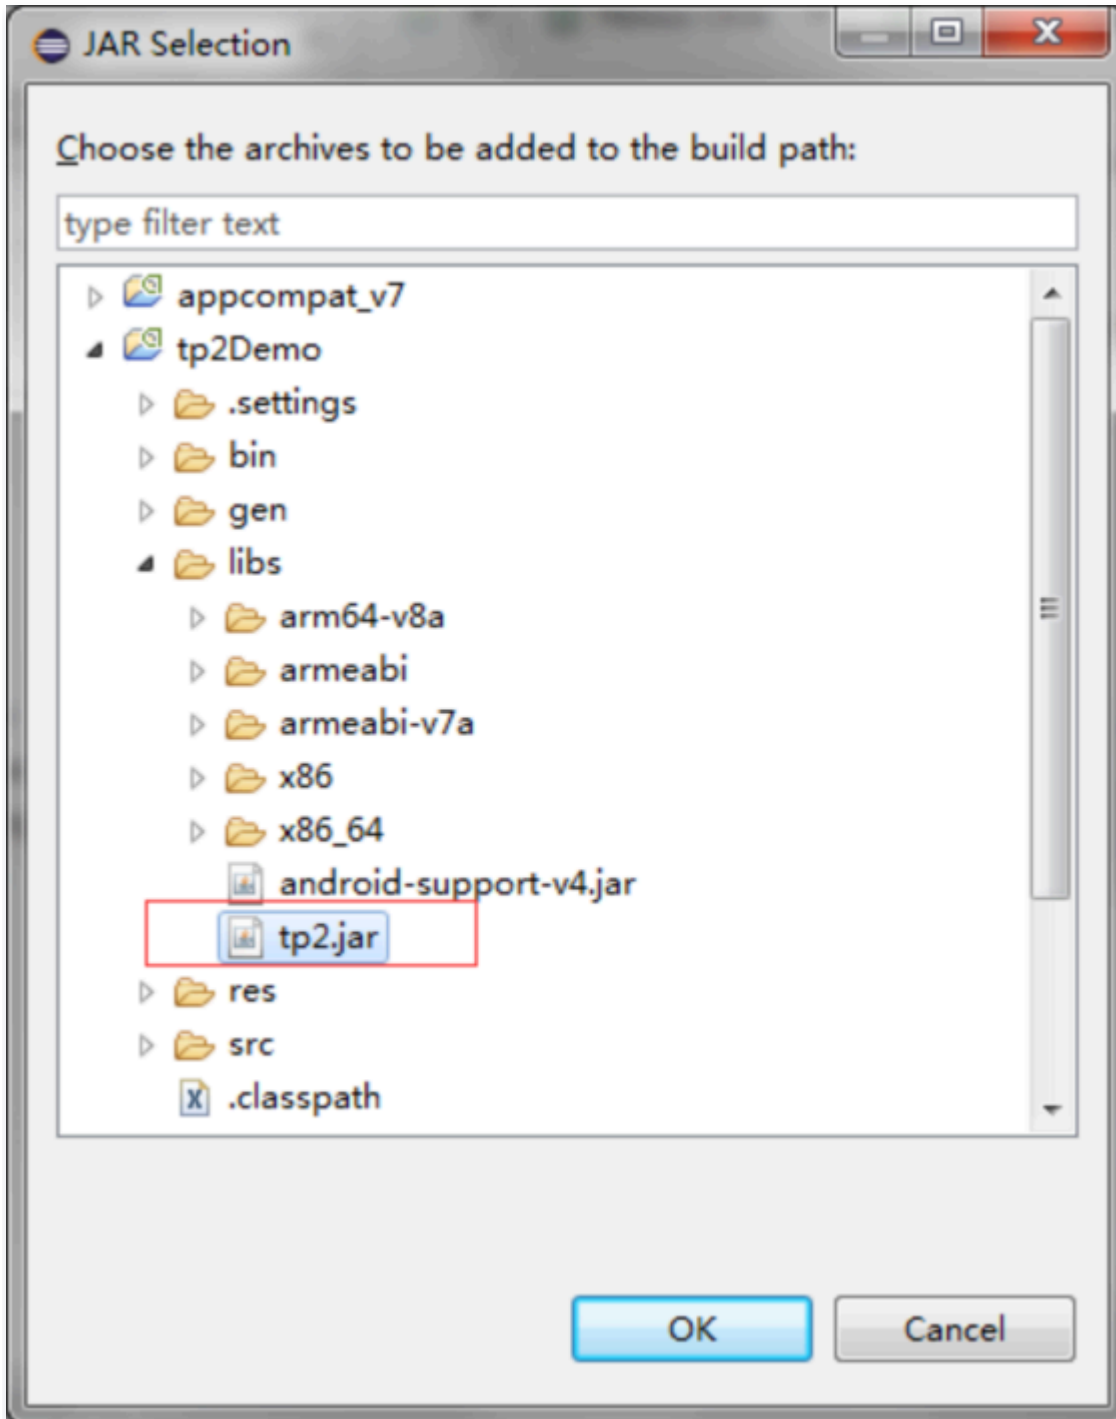 JAR Selection
Choose the archives to be added to the build path:
type filter text
appcompat_v7
tp2Demo
.settings
bin
gen
libs
arm64-v8a
armeabi
armeabi-v7a
x86
x86_64
android-support-v4.jar
tp2.jar
res
src
.classpath
OK Cancel